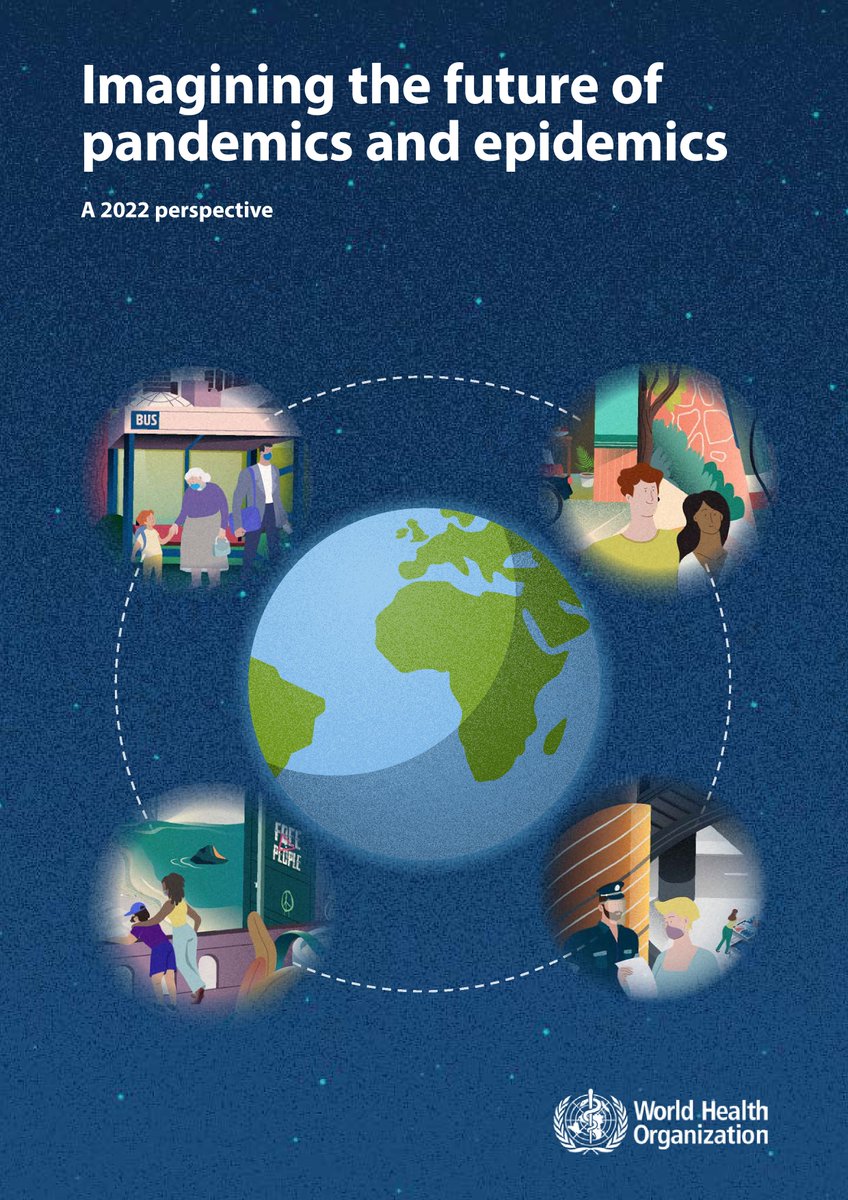 Imagining the future of
pandemics and epidemics
A 2022 perspective
BUS
FREE
PEOPLE
World Health
Organization